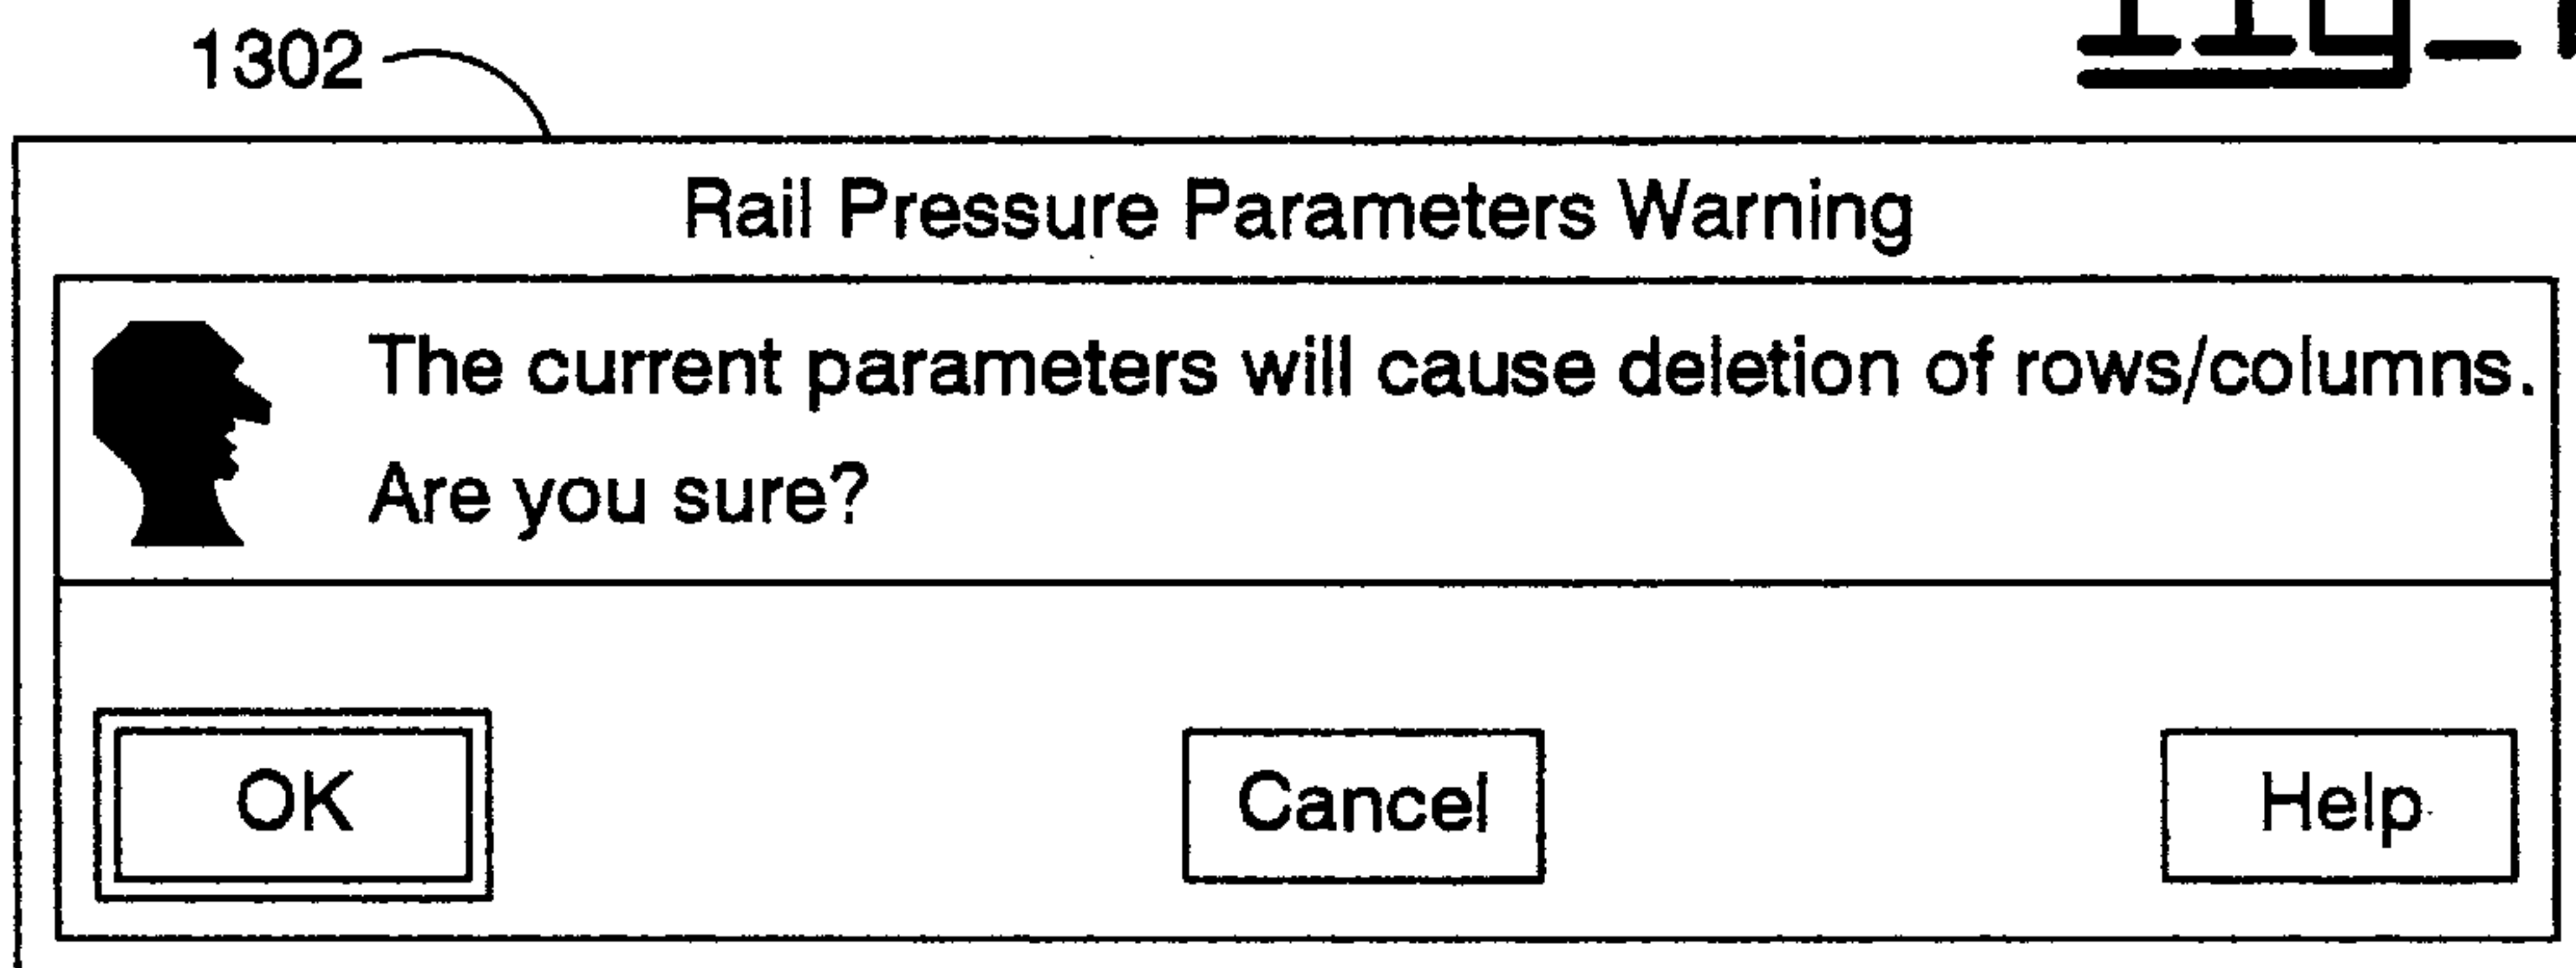 1302
Rail Pressure Parameters Warning
The current parameters will cause deletion of rows/columns.
Are you sure?
OK
Cancel
Help